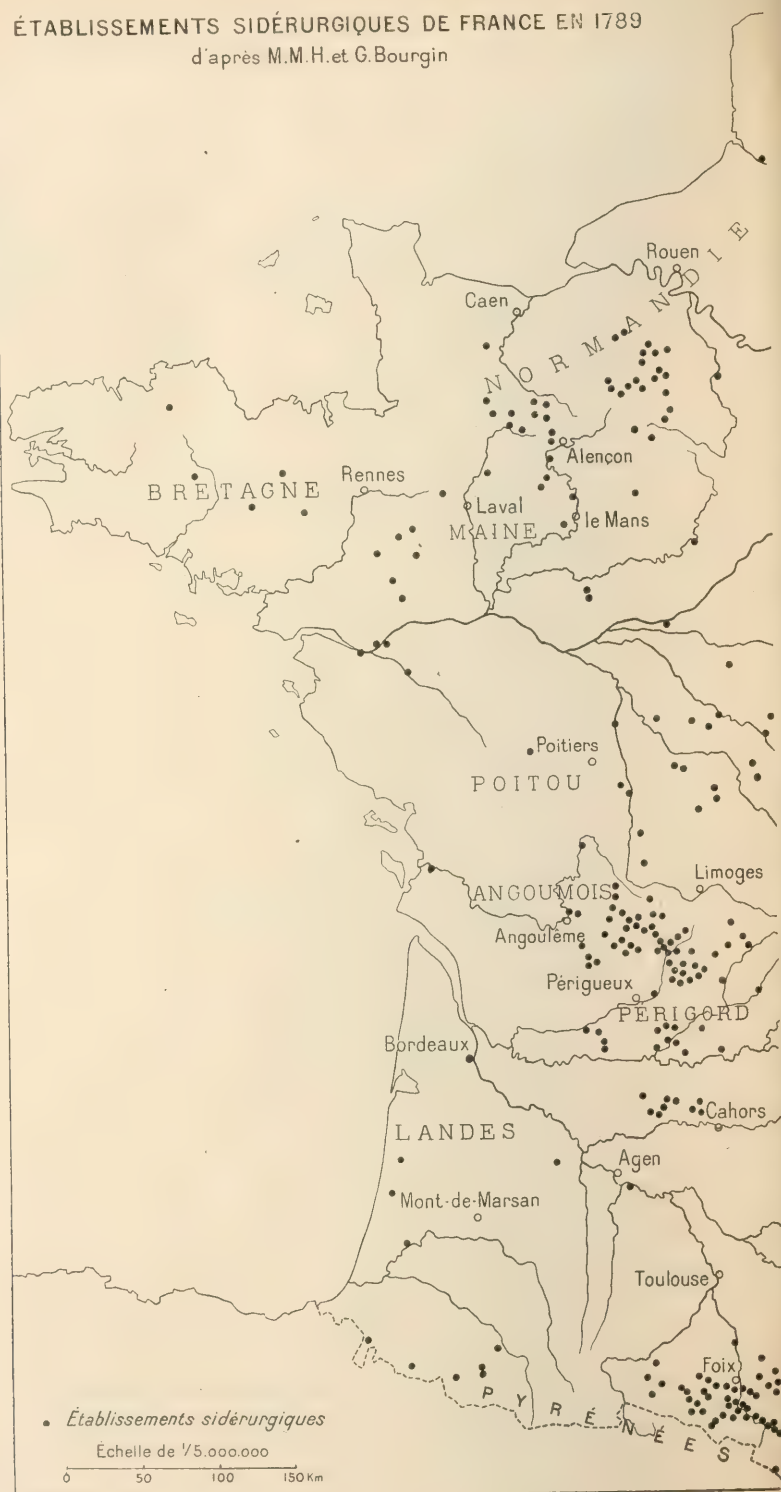 ÉTABLISSEMENTS SIDÉRURGIQUES DE FRANCE EN 1789
d'après M.M.H. et G. Bourgin
Rouen
Caen
NORMANDIE
Alençon
Rennes
BRETAGNE
Laval
le Mans
MAINE
Poitiers
POITOU
Limoges
ANGOUMOIS
Angoulême
Périgueux
PÉRIGORD
Bordeaux
Cahors
LANDES
Agen
Mont-de-Marsan
Toulouse
Foix
PYRÉNÉES
Établissements sidérurgiques
Échelle de 1/5.000.000
0 50 100 150 Km